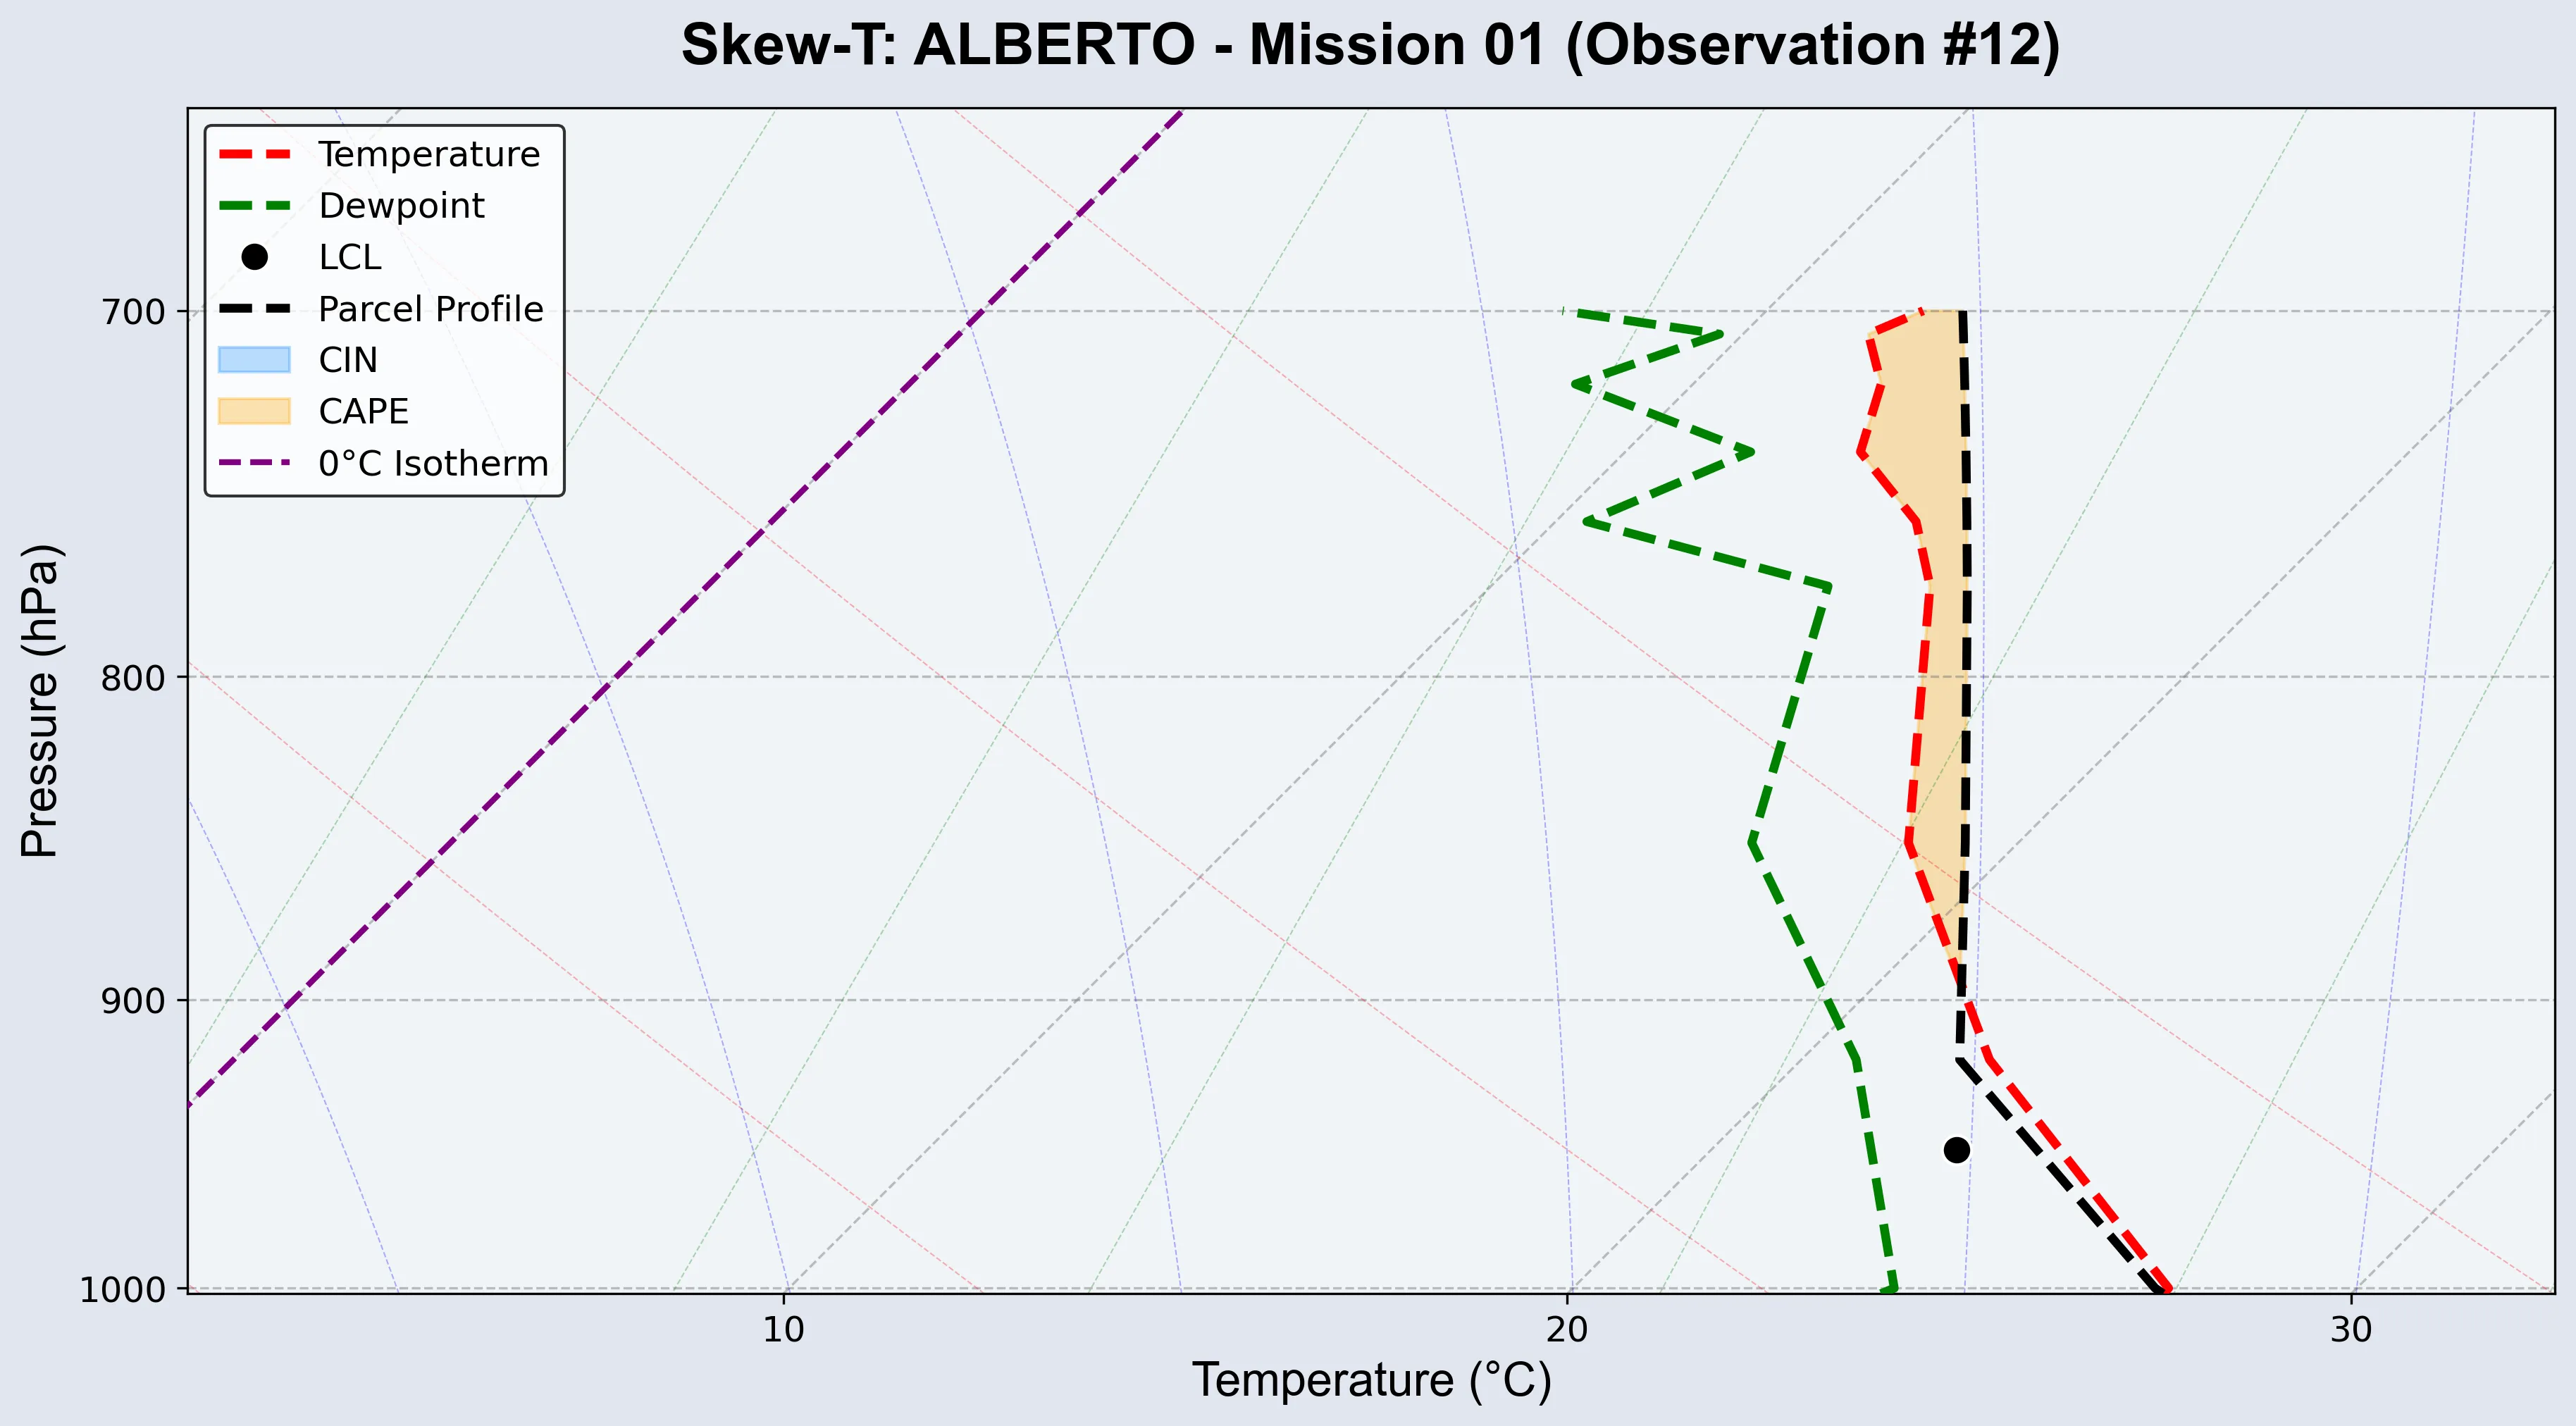 Skew-T: ALBERTO - Mission 01 (Observation #12)
Temperature
Dewpoint
LCL
Parcel Profile
CIN
CAPE
0°C Isotherm
Pressure (hPa)
700
800
900
1000
10
20
30
Temperature (°C)